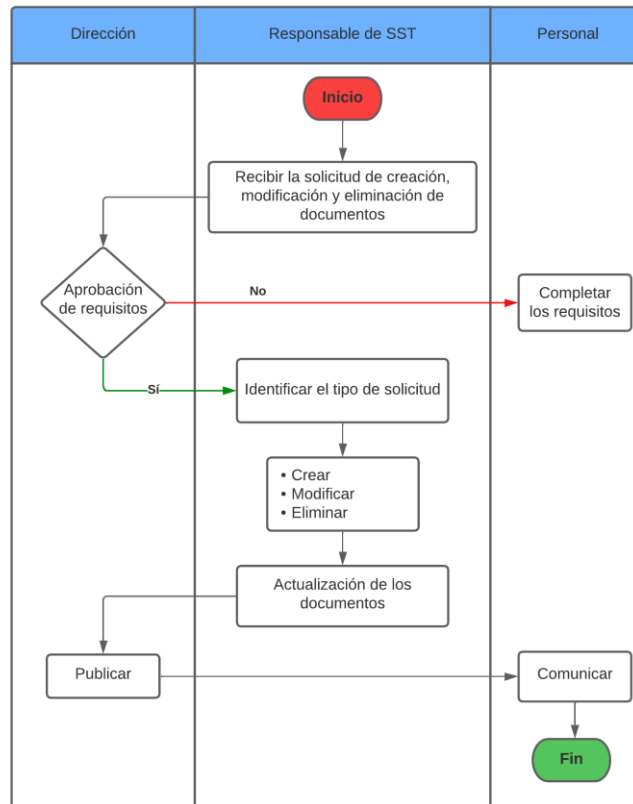 Dirección
Responsable de SST
Personal
Inicio
Recibir la solicitud de creación,
modificación y eliminación de
documentos
Aprobación
de requisitos
No
Completar
los requisitos
Sí
Identificar el tipo de solicitud
• Crear
• Modificar
• Eliminar
Actualización de los
documentos
Publicar
Comunicar
Fin